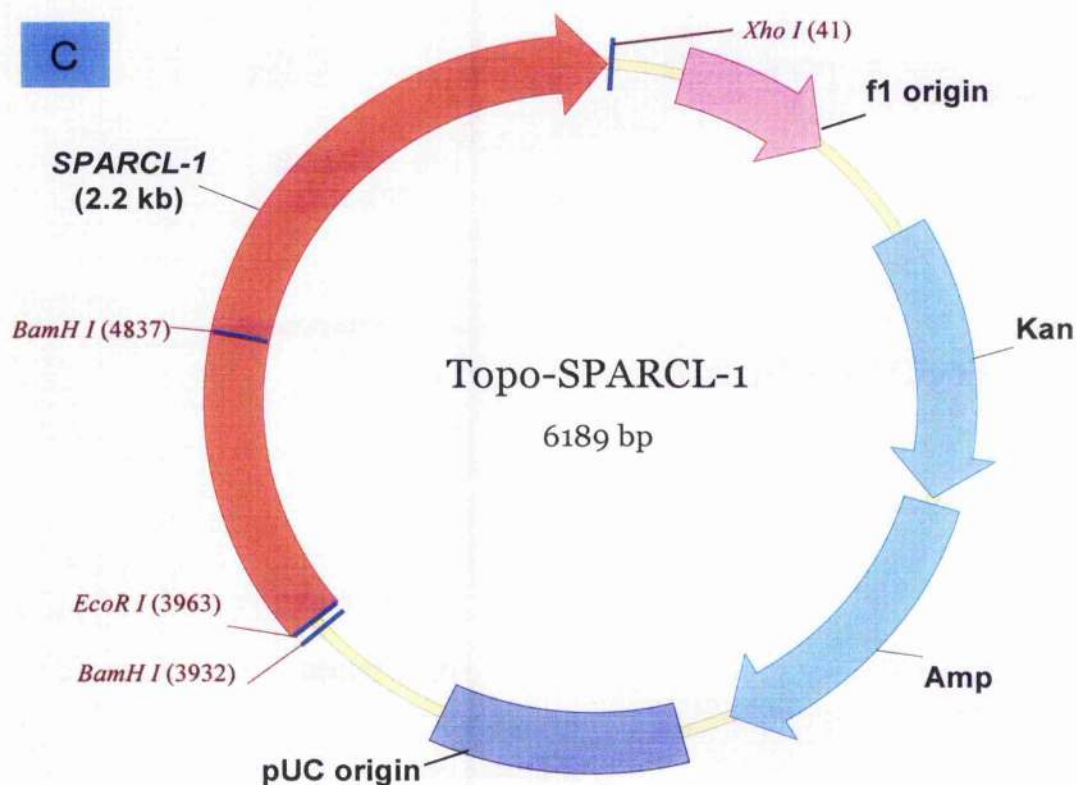 C
Xho I (41)
f1 origin
SPARCL-1
(2.2 kb)
BamH I (4837)
Kan
Topo-SPARCL-1
6189 bp
EcoR I (3963)
BamH I (3932)
Amp
pUC origin